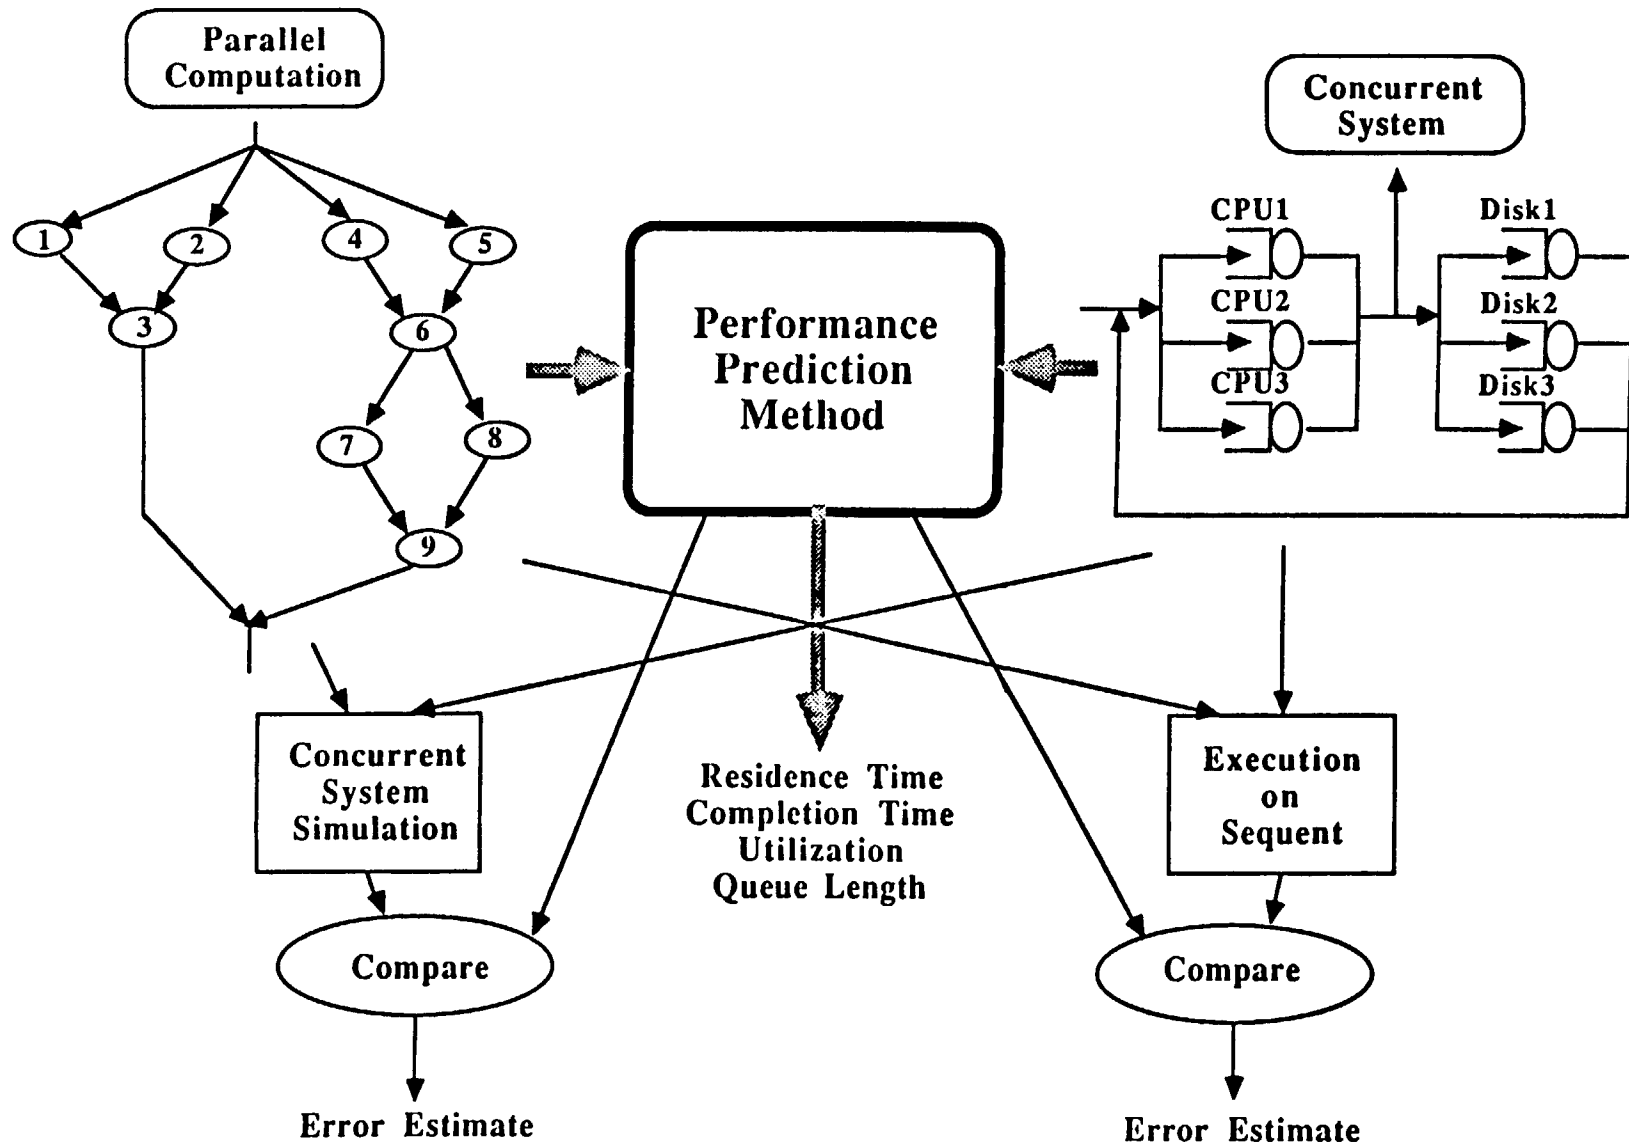 Parallel
Computation
Concurrent
System
1
2
4
5
3
6
7
8
9
Performance
Prediction
Method
CPU1
CPU2
CPU3
Disk1
Disk2
Disk3
Concurrent
System
Simulation
Residence Time
Completion Time
Utilization
Queue Length
Execution
on
Sequent
Compare
Compare
Error Estimate
Error Estimate